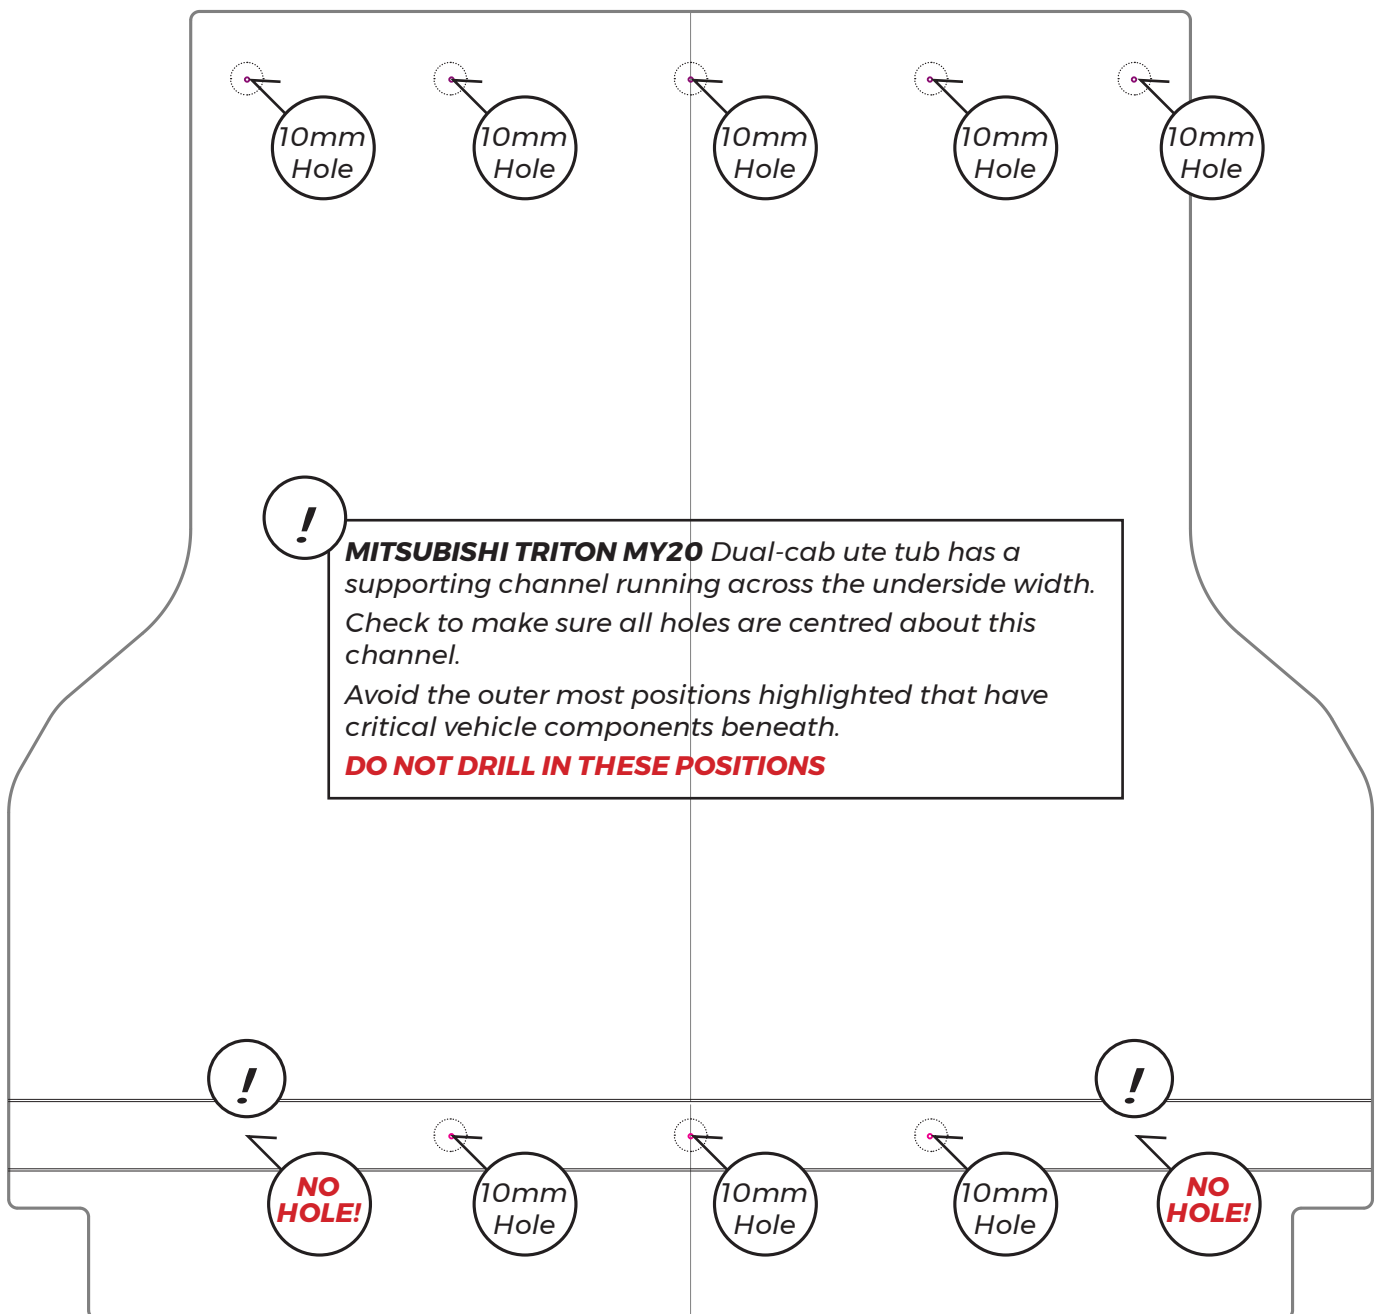 10mm
Hole
10mm
Hole
10mm
Hole
10mm
Hole
10mm
Hole
!
MITSUBISHI TRITON MY20 Dual-cab ute tub has a
supporting channel running across the underside width.
Check to make sure all holes are centred about this
channel.
Avoid the outer most positions highlighted that have
critical vehicle components beneath.
DO NOT DRILL IN THESE POSITIONS
!
!
NO
HOLE!
10mm
Hole
10mm
Hole
10mm
Hole
NO
HOLE!